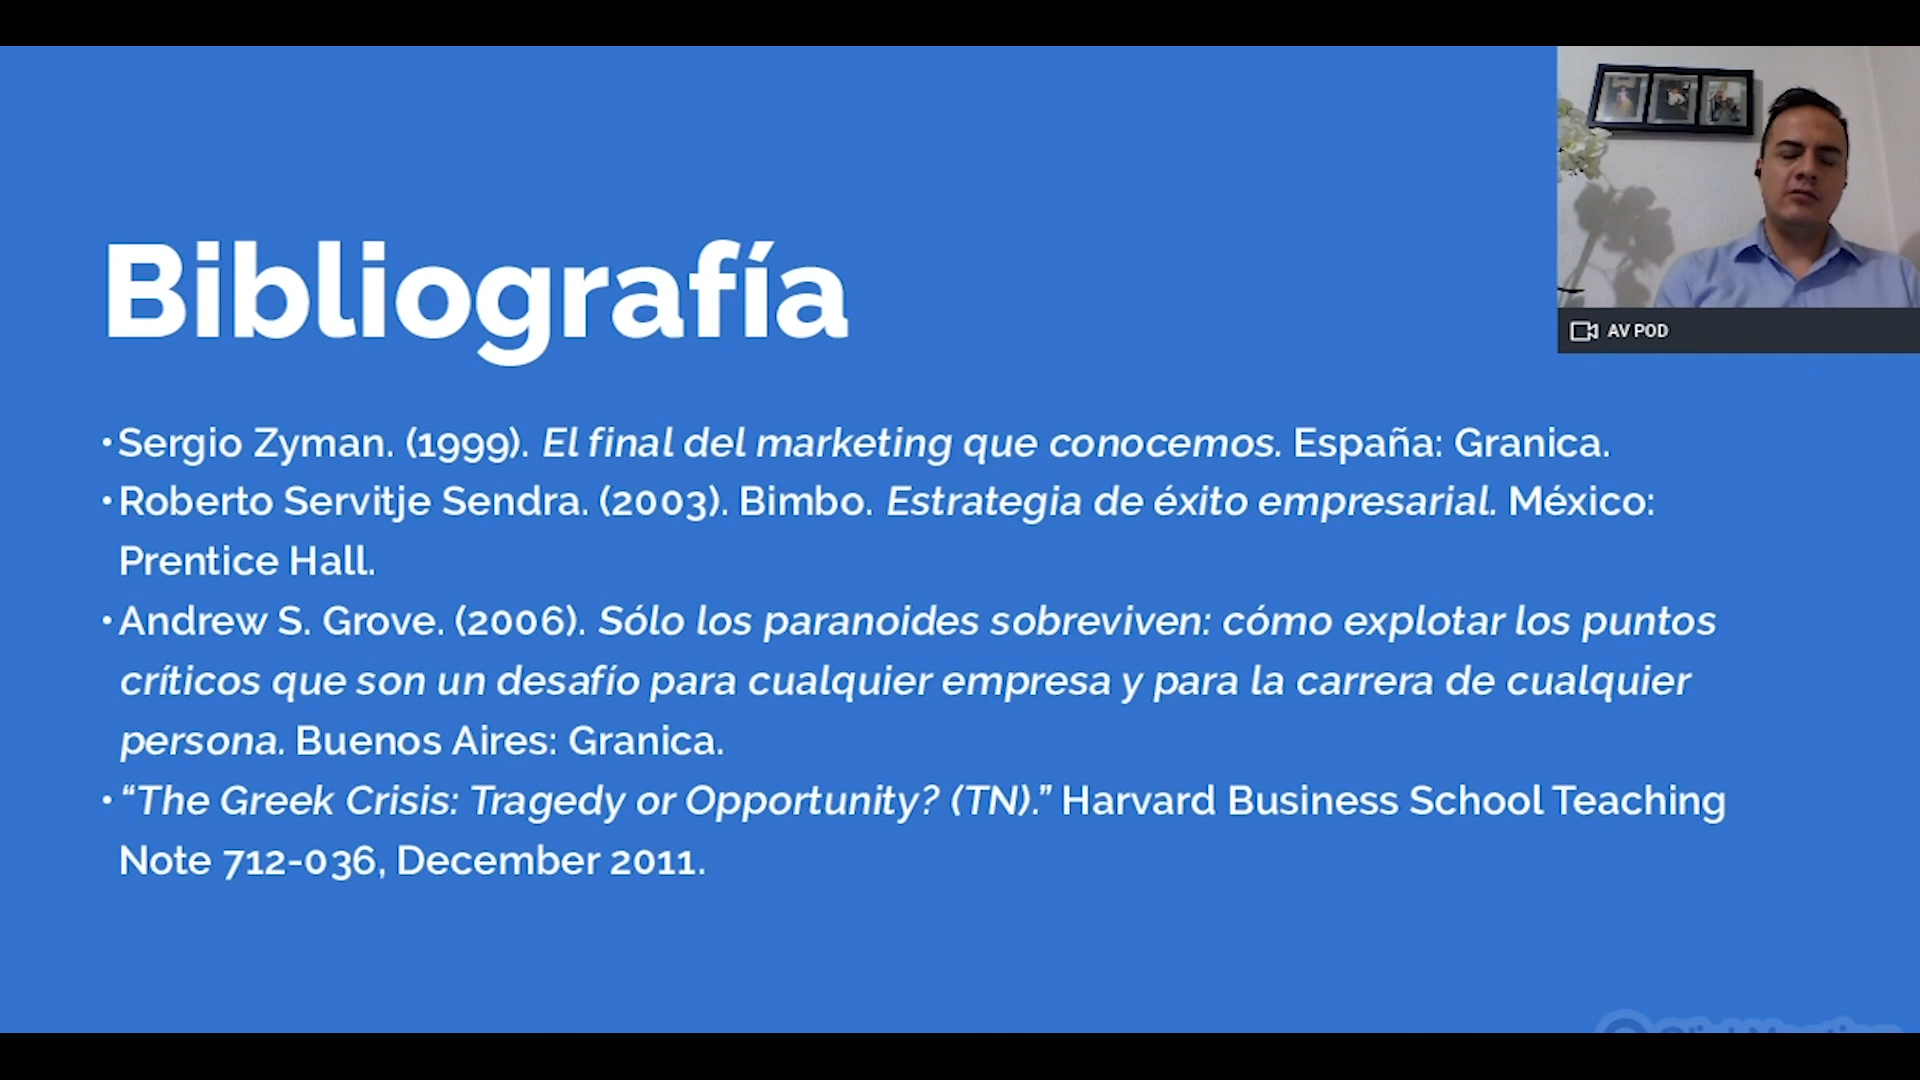 Bibliografía
AV POD
• Sergio Zyman. (1999). El final del marketing que conocemos. España: Granica.
• Roberto Servitje Sendra. (2003). Bimbo. Estrategia de éxito empresarial. México:
Prentice Hall.
• Andrew S. Grove. (2006). Sólo los paranoides sobreviven: cómo explotar los puntos
críticos que son un desafío para cualquier empresa y para la carrera de cualquier
persona. Buenos Aires: Granica.
• “The Greek Crisis: Tragedy or Opportunity? (TN).” Harvard Business School Teaching
Note 712-036, December 2011.